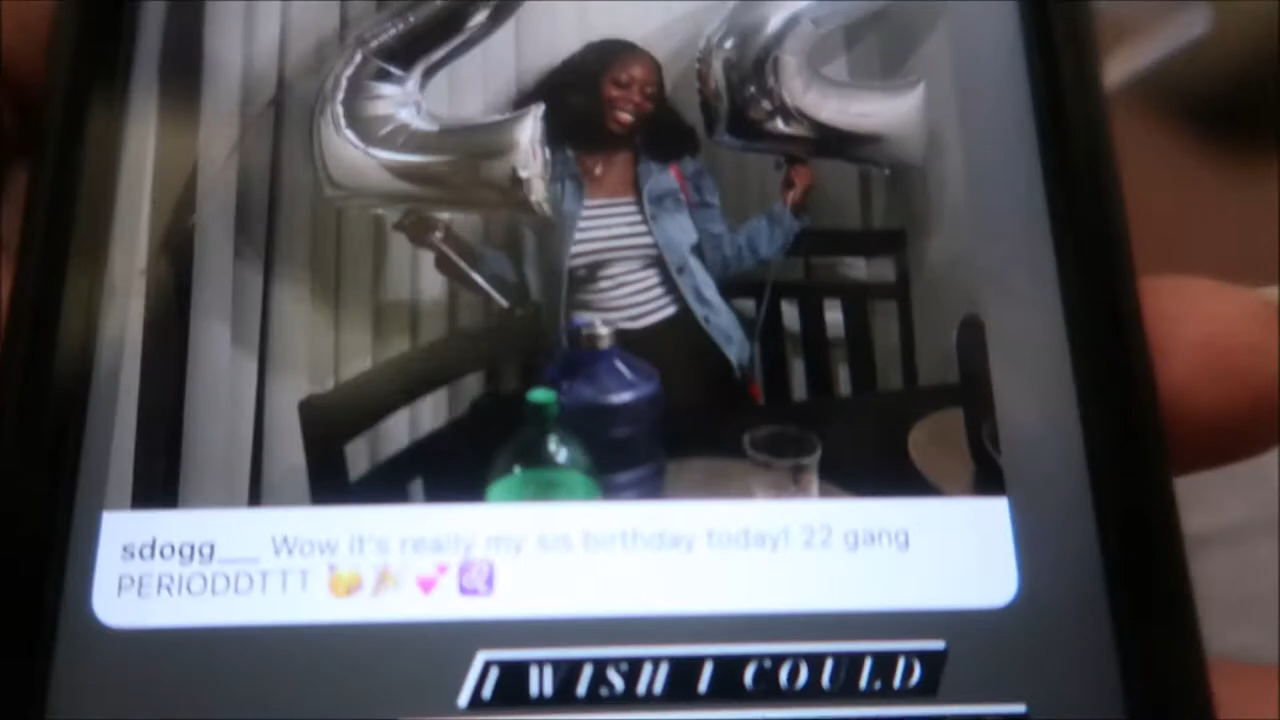 sdogg___ Wow it's really my sis birthday today! 22 gang
PERIODDTTT 🥳🎉💕♏
I WISH I COULD